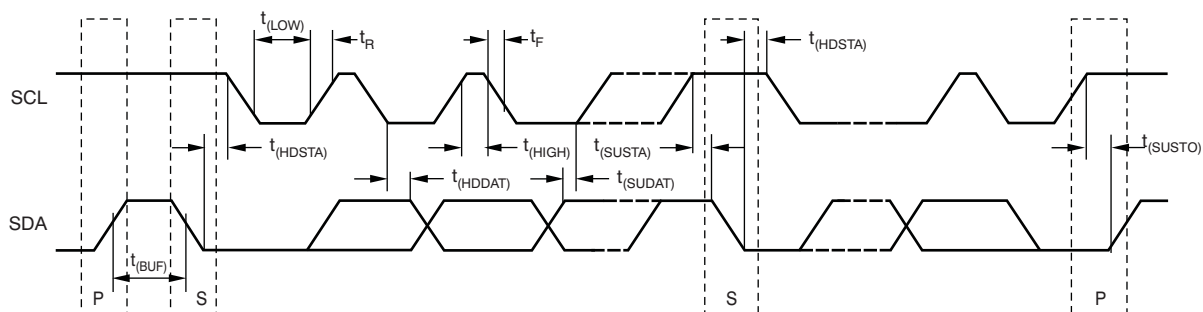 t(LOW)
tR
tF
t(HDSTA)
SCL
t(HDSTA)
t(HIGH)
t(SUSTA)
t(SUSTO)
t(HDDAT)
t(SUDAT)
SDA
t(BUF)
P
S
S
P